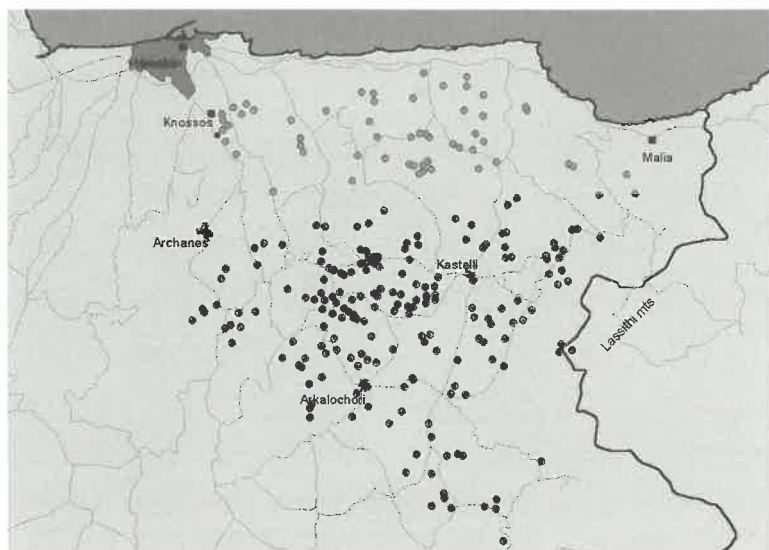 Knossos
Malia
Archanes
Kastelli
Lassithi mts
Arkalochori